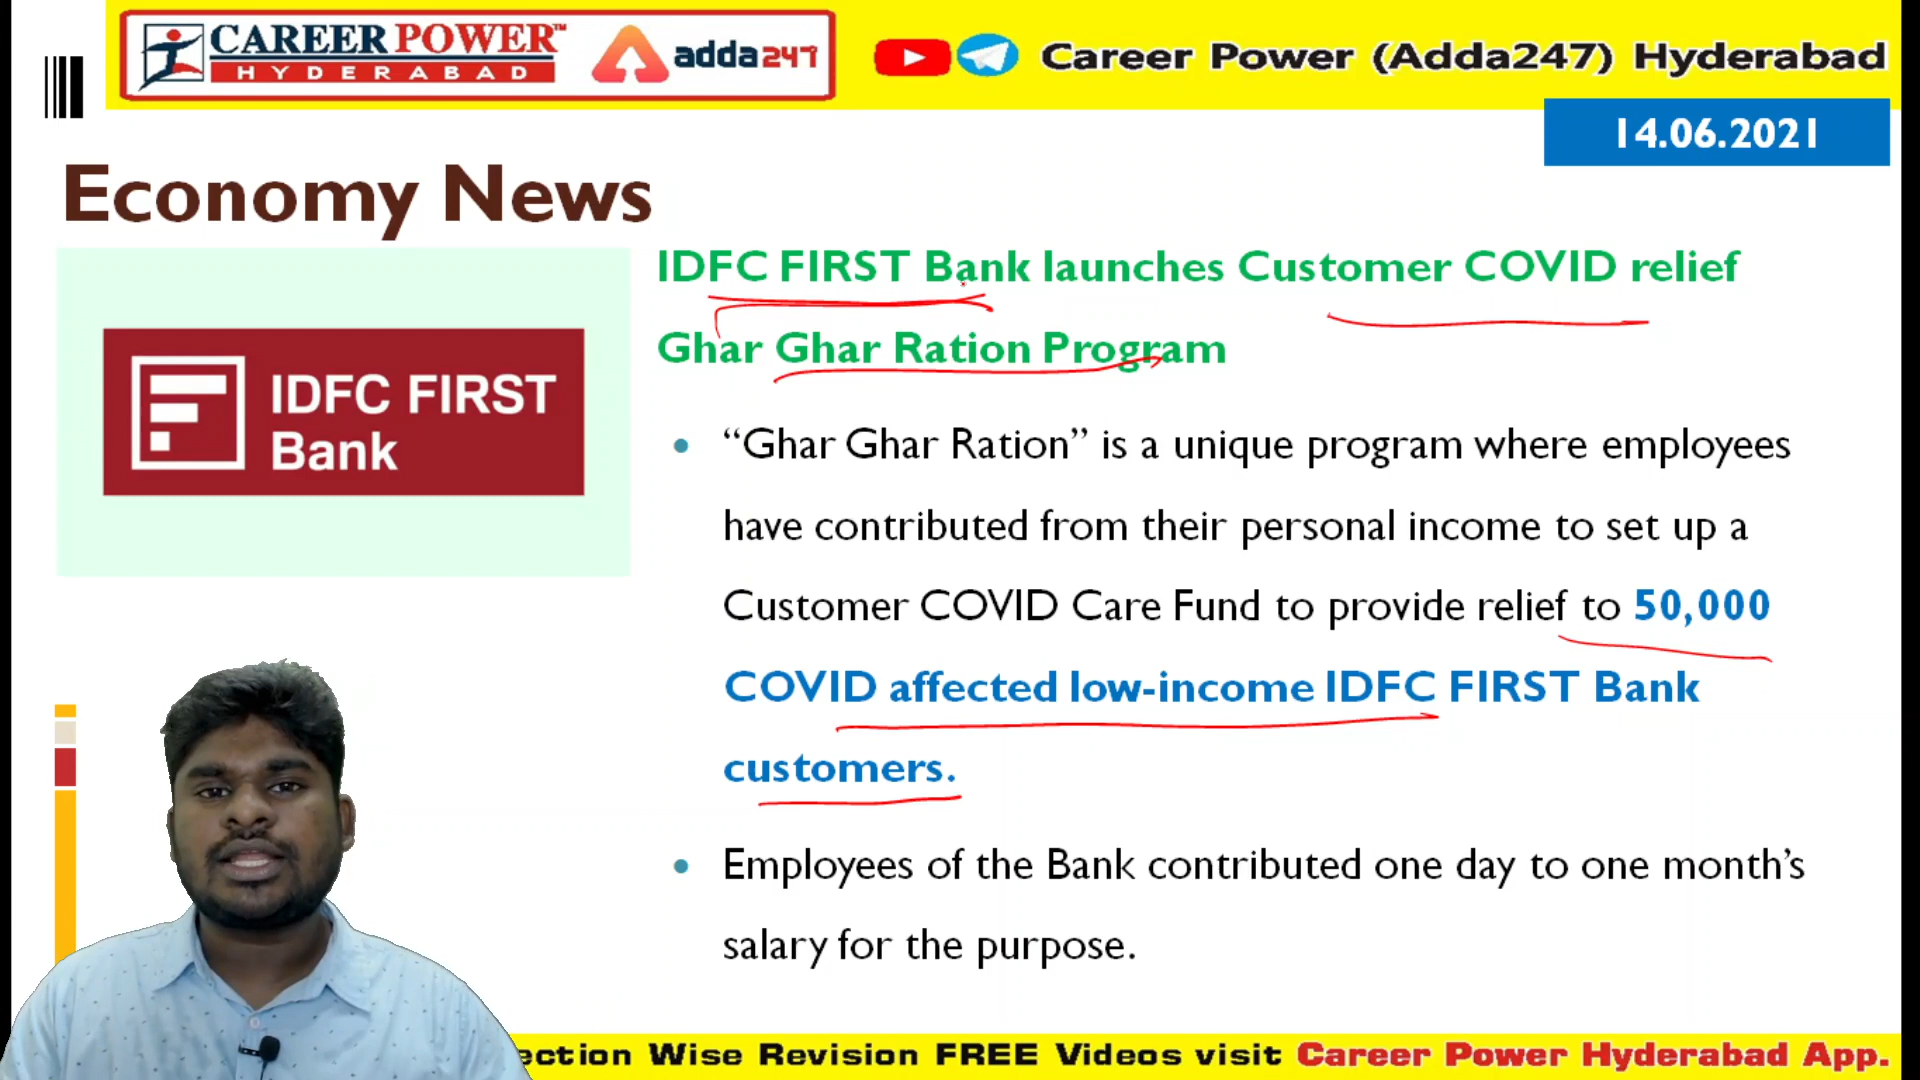 CAREER POWER™
HYDERABAD
adda247
Career Power (Adda247) Hyderabad
14.06.2021
Economy News
IDFC FIRST Bank launches Customer COVID relief
Ghar Ghar Ration Program
IDFC FIRST
Bank
• “Ghar Ghar Ration” is a unique program where employees
have contributed from their personal income to set up a
Customer COVID Care Fund to provide relief to 50,000
COVID affected low-income IDFC FIRST Bank
customers.
• Employees of the Bank contributed one day to one month’s
salary for the purpose.
ection Wise Revision FREE Videos visit Career Power Hyderabad App.